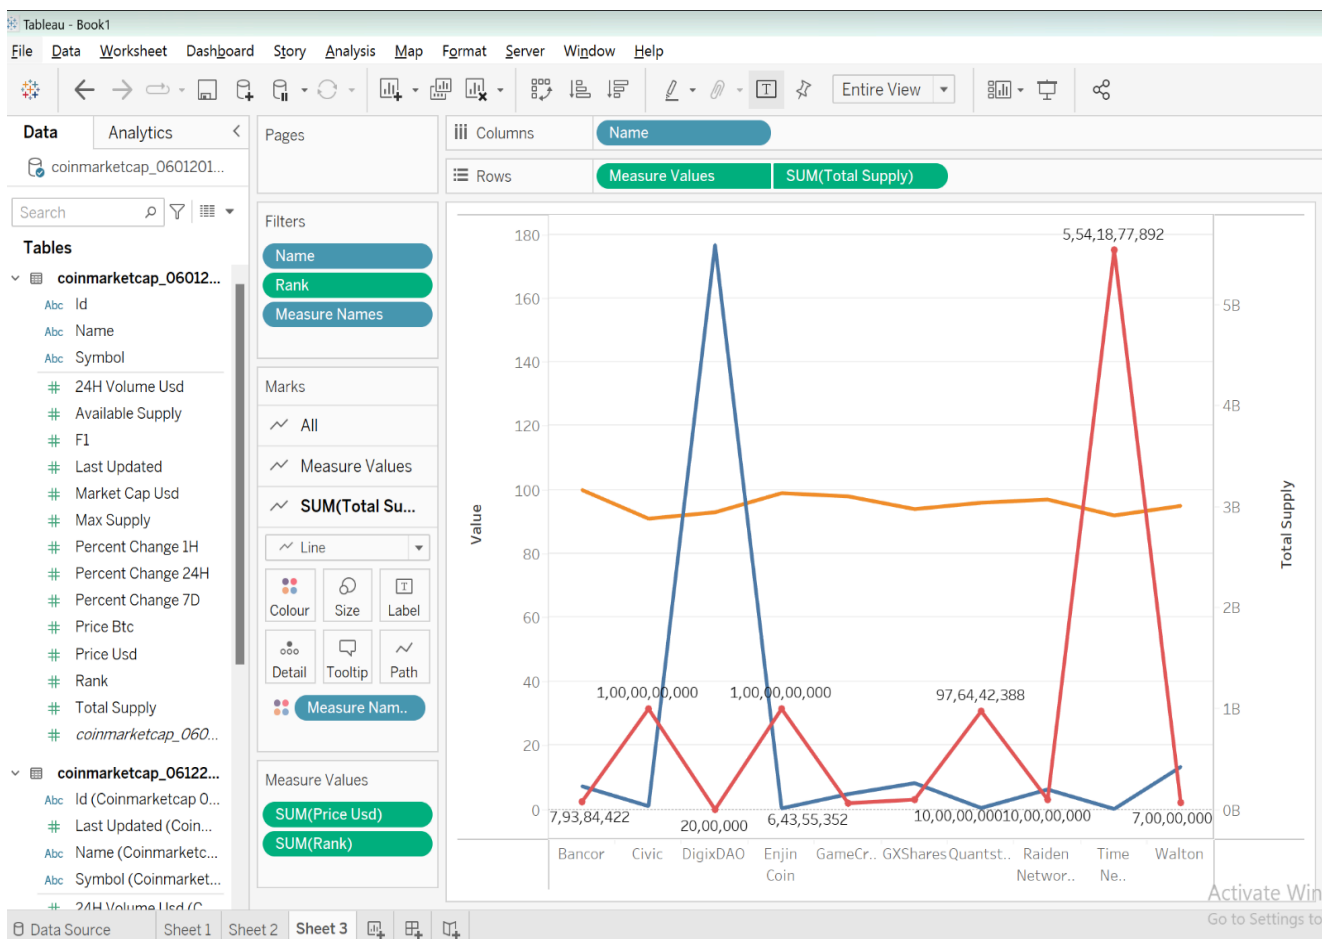 Tableau - Book1
File Data Worksheet Dashboard Story Analysis Map Format Server Window Help
Entire View
Data Analytics
coinmarketcap_0601201...
Search
Tables
coinmarketcap_06012...
Abc Id
Abc Name
Abc Symbol
# 24H Volume Usd
# Available Supply
# F1
# Last Updated
# Market Cap Usd
# Max Supply
# Percent Change 1H
# Percent Change 24H
# Percent Change 7D
# Price Btc
# Price Usd
# Rank
# Total Supply
# coinmarketcap_060...
coinmarketcap_06122...
Abc Id (Coinmarketcap 0...
# Last Updated (Coin...
Abc Name (Coinmarketc...
Abc Symbol (Coinmarket...
# 24H Volume Usd (C
Pages
Filters
Name
Rank
Measure Names
Marks
All
Measure Values
SUM(Total Su...
Line
Colour Size T Label
Detail Tooltip Path
Measure Nam..
Measure Values
SUM(Price Usd)
SUM(Rank)
Columns Name
Rows Measure Values SUM(Total Supply)
180
160
140
120
100
80
60
40
20
0
Value
5,54,18,77,892
1,00,00,00,000 1,00,00,00,000 97,64,42,388
7,93,84,422 20,00,000 6,43,55,352 10,00,00,000 10,00,00,000 7,00,00,000
5B
4B
3B
2B
1B
0B
Total Supply
Bancor Civic DigixDAO Enjin Coin GameCr.. GXShares Quantst.. Raiden Networ.. Time Ne.. Walton
Activate Win
Go to Settings to
Data Source Sheet 1 Sheet 2 Sheet 3